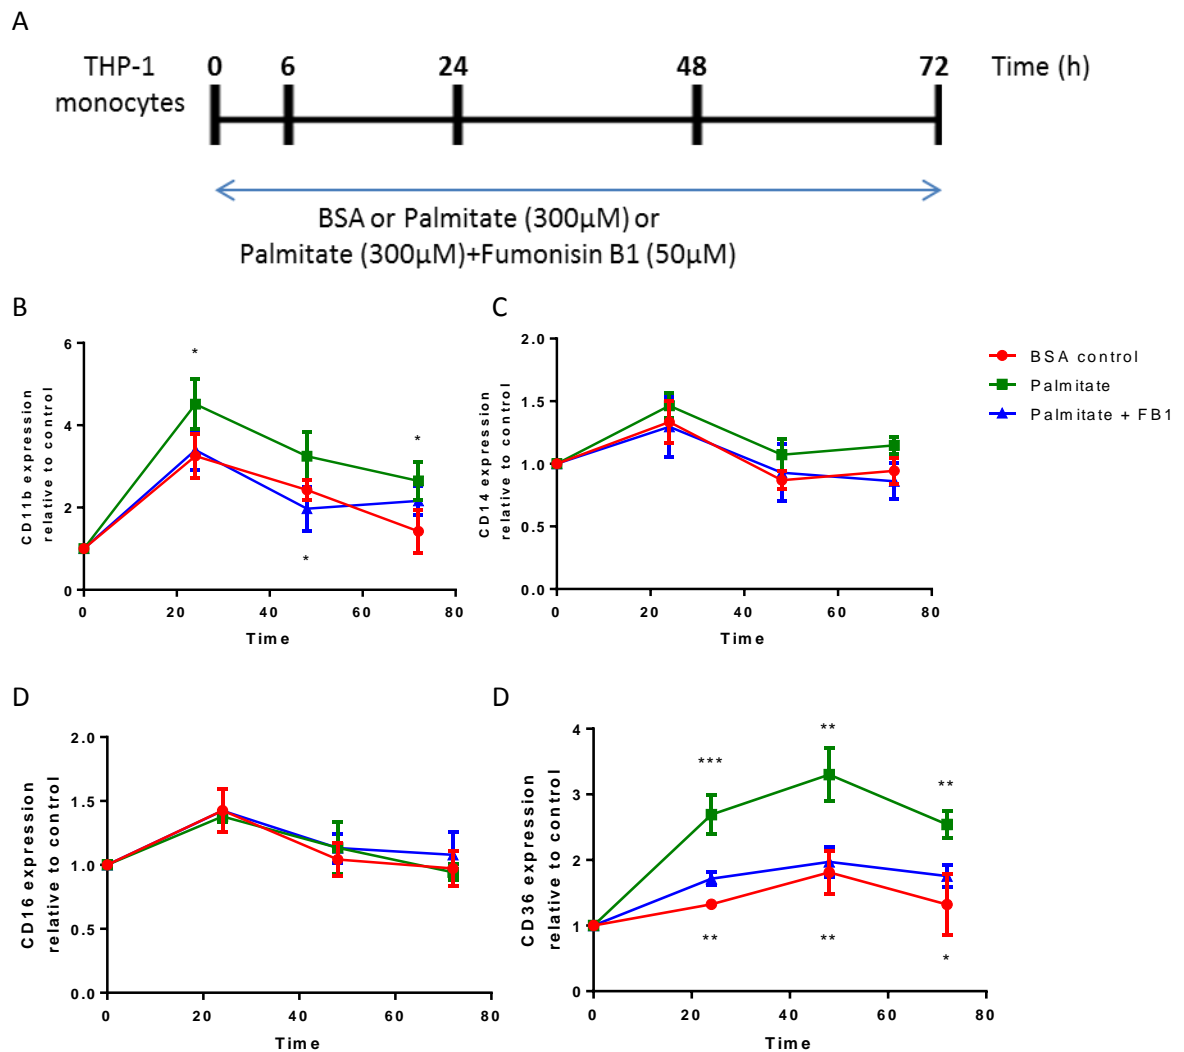 A
THP-1
monocytes
0 6 24 48 72 Time (h)
BSA or Palmitate (300µM) or
Palmitate (300µM)+Fumonisin B1 (50µM)
B
CD11b expression
relative to control
6
4
2
0
0 20 40 60 80
Time
*
*
*
C
CD14 expression
relative to control
2.0
1.5
1.0
0.5
0.0
0 20 40 60 80
Time
BSA control
Palmitate
Palmitate + FB1
D
CD16 expression
relative to control
2.0
1.5
1.0
0.5
0.0
0 20 40 60 80
Time
D
CD36 expression
relative to control
4
3
2
1
0
0 20 40 60 80
Time
***
**
**
**
**
*